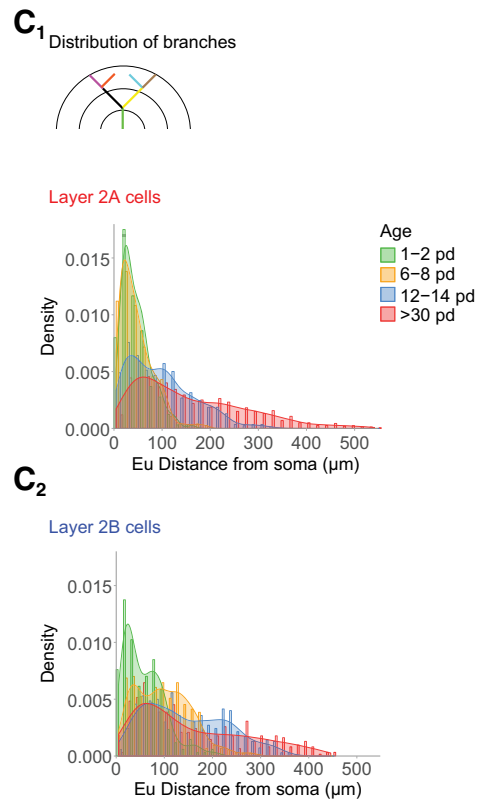 C1 Distribution of branches
Layer 2A cells
Age
1–2 pd
6–8 pd
12–14 pd
>30 pd
Density
0.015
0.010
0.005
0.000
0 100 200 300 400 500
Eu Distance from soma (µm)
C2
Layer 2B cells
Density
0.015
0.010
0.005
0.000
0 100 200 300 400 500
Eu Distance from soma (µm)